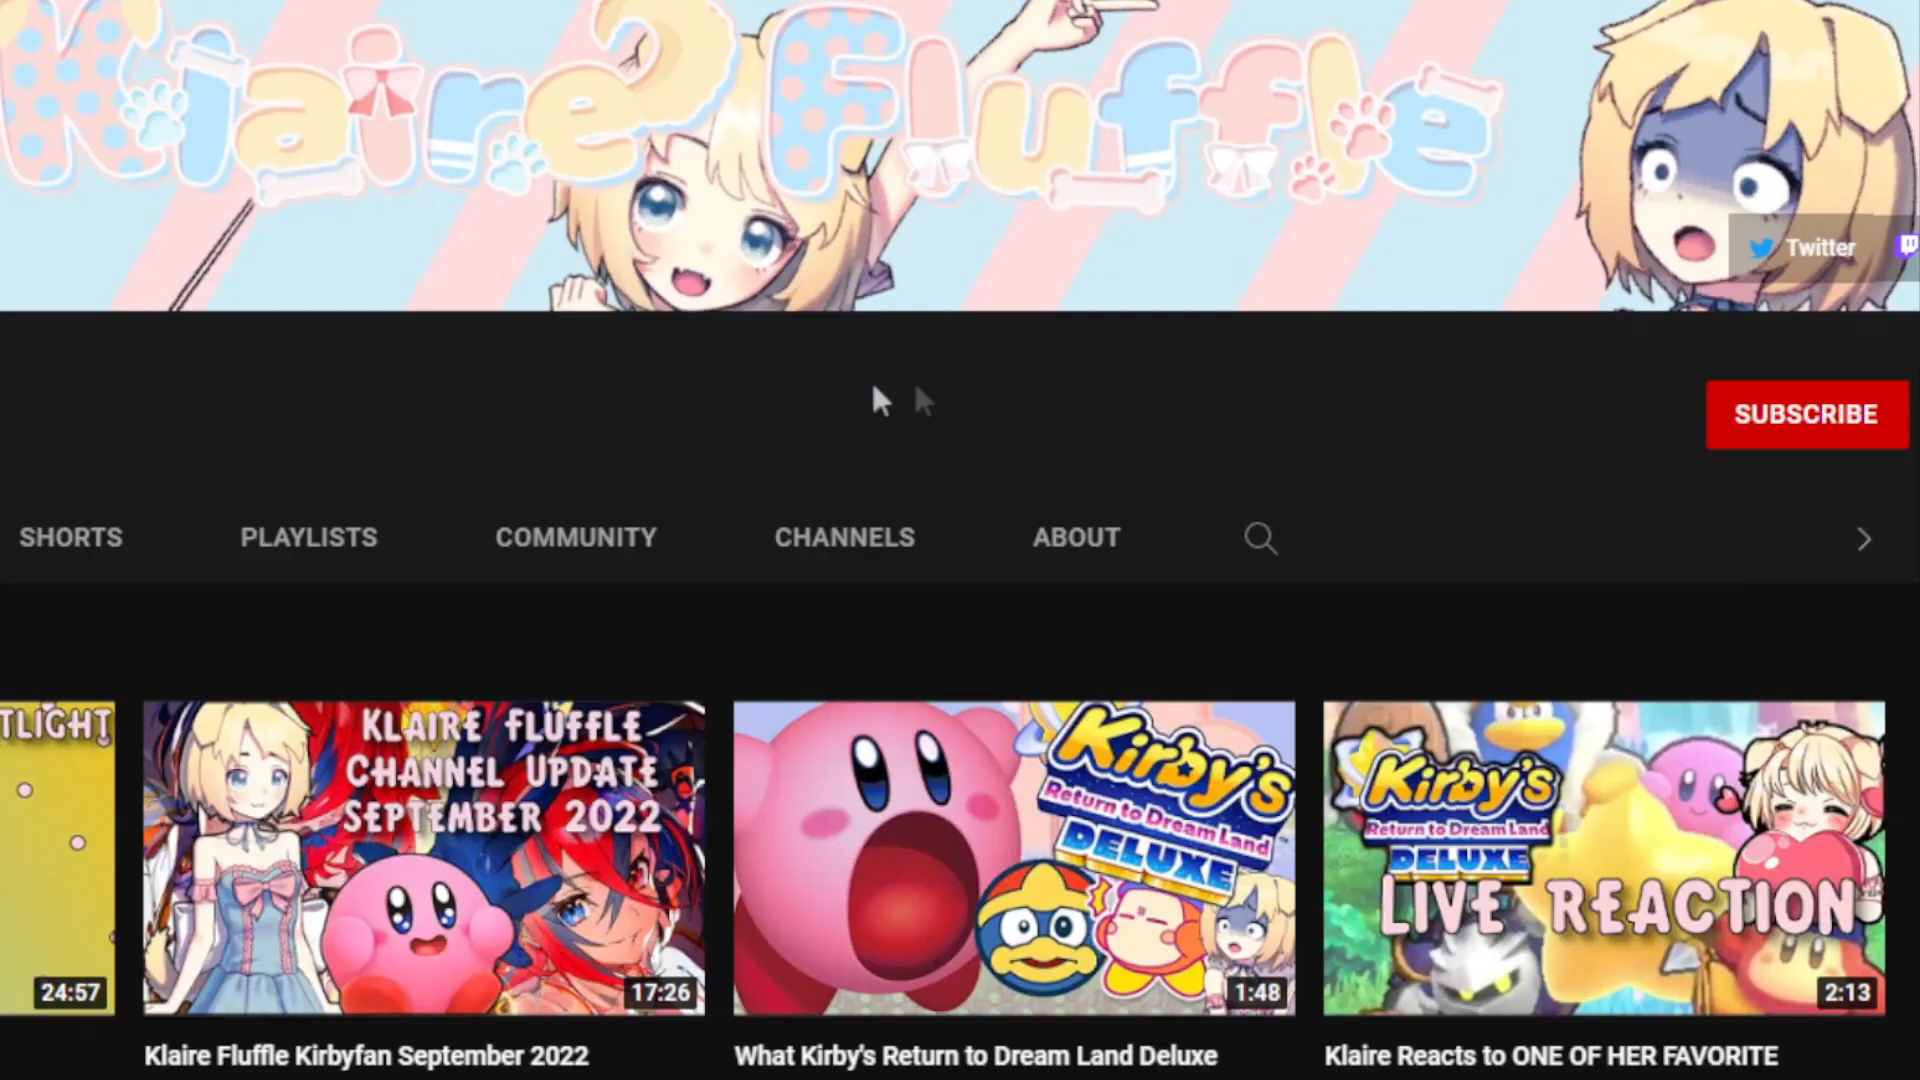 Klaire Fluffle
Twitter
SUBSCRIBE
SHORTS PLAYLISTS COMMUNITY CHANNELS ABOUT
TLIGHT
24:57
KLAIRE FLUFFLE
CHANNEL UPDATE
SEPTEMBER 2022
17:26
Kirby's
Return to Dream Land
DELUXE
1:48
Kirby's
Return to Dream Land
DELUXE
LIVE REACTION
2:13
Klaire Fluffle Kirbyfan September 2022
What Kirby's Return to Dream Land Deluxe
Klaire Reacts to ONE OF HER FAVORITE